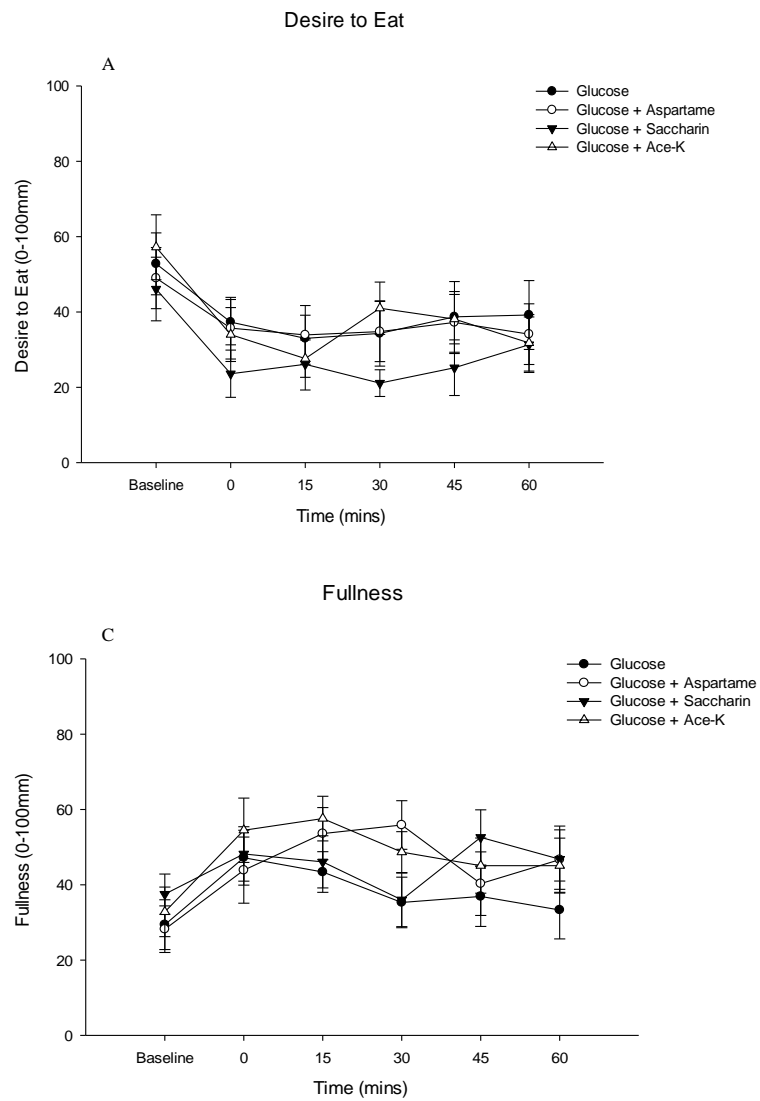 Desire to Eat
A
Glucose
Glucose + Aspartame
Glucose + Saccharin
Glucose + Ace-K
Desire to Eat (0-100mm)
100
80
60
40
20
0
Baseline 0 15 30 45 60
Time (mins)
Fullness
C
Glucose
Glucose + Aspartame
Glucose + Saccharin
Glucose + Ace-K
Fullness (0-100mm)
100
80
60
40
20
0
Baseline 0 15 30 45 60
Time (mins)